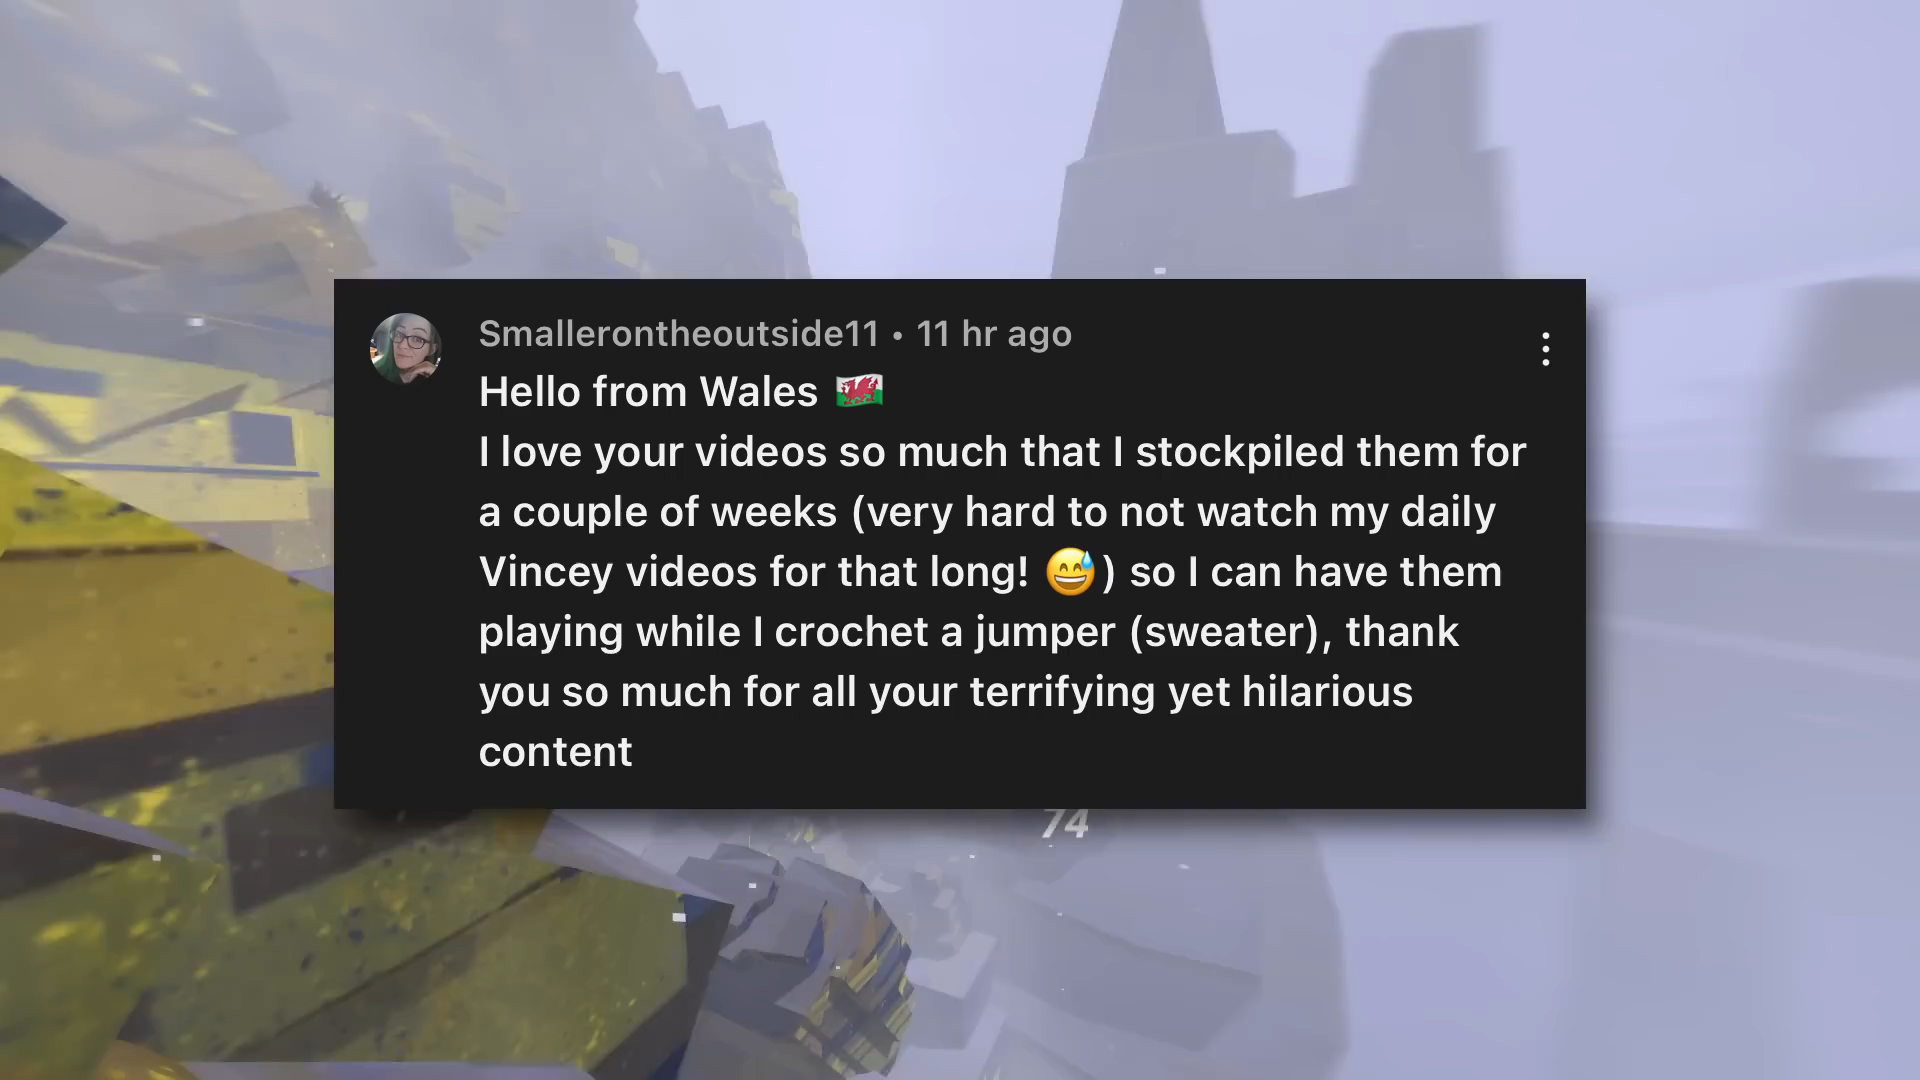 Smallerontheoutside11 • 11 hr ago
Hello from Wales 🏴󠁧󠁢󠁷󠁬󠁳󠁿
I love your videos so much that I stockpiled them for
a couple of weeks (very hard to not watch my daily
Vincey videos for that long! 😅) so I can have them
playing while I crochet a jumper (sweater), thank
you so much for all your terrifying yet hilarious
content
74